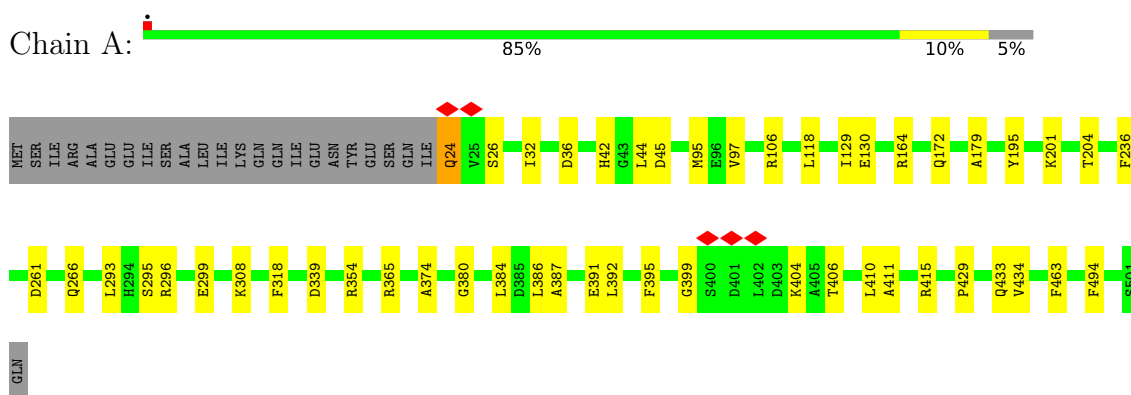 Chain A:
85% 10% 5%
MET SER ILE ARG ALA GLU GLU ILE SER ALA LEU ILE LYS GLN GLN ILE GLU ASN TYR GLU SER GLN ILE Q24 V25 S26 I32 D36 H42 G43 L44 D45 M95 E96 V97 R106 L118 I129 E130 R164 Q172 A179 Y195 K201 T204 F236
D261 Q266 L293 H294 S295 R296 E299 K308 F318 D339 R354 R365 A374 G380 L384 D385 L386 A387 E391 L392 F395 G399 S400 D401 L402 D403 K404 A405 T406 L410 A411 R415 P429 Q433 V434 F463 F494 S501
GLN